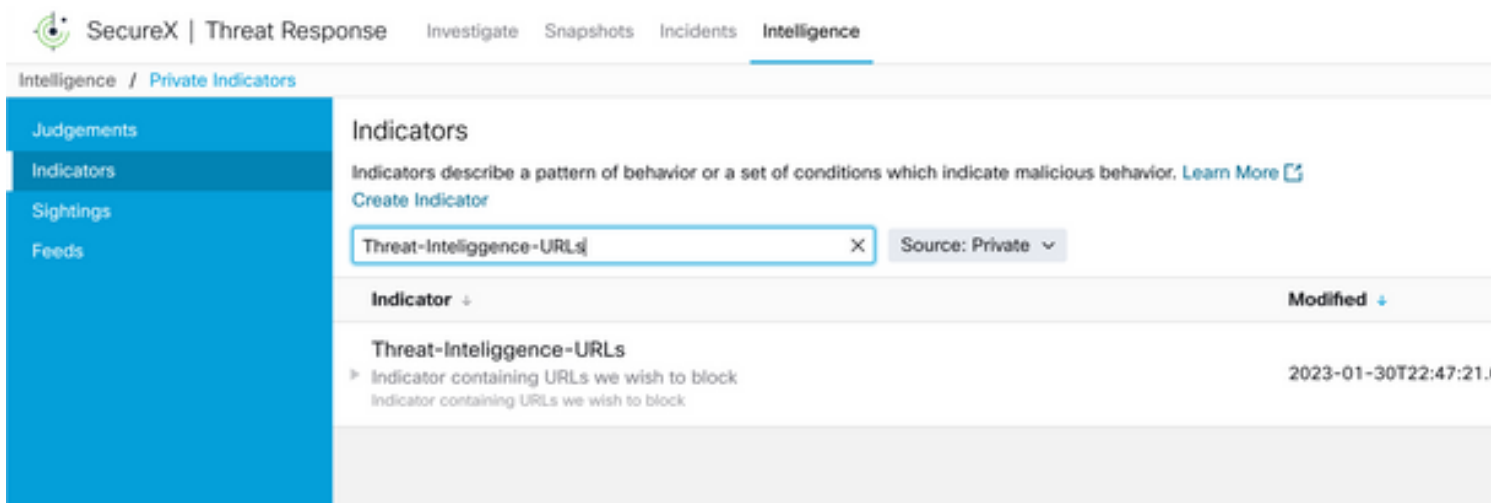 SecureX | Threat Response Investigate Snapshots Incidents Intelligence
Intelligence / Private Indicators
Judgements
Indicators
Sightings
Feeds
Indicators
Indicators describe a pattern of behavior or a set of conditions which indicate malicious behavior. Learn More
Create Indicator
Threat-Inteliggence-URLs Source: Private
Indicator Modified
Threat-Inteliggence-URLs
Indicator containing URLs we wish to block 2023-01-30T22:47:21.
Indicator containing URLs we wish to block